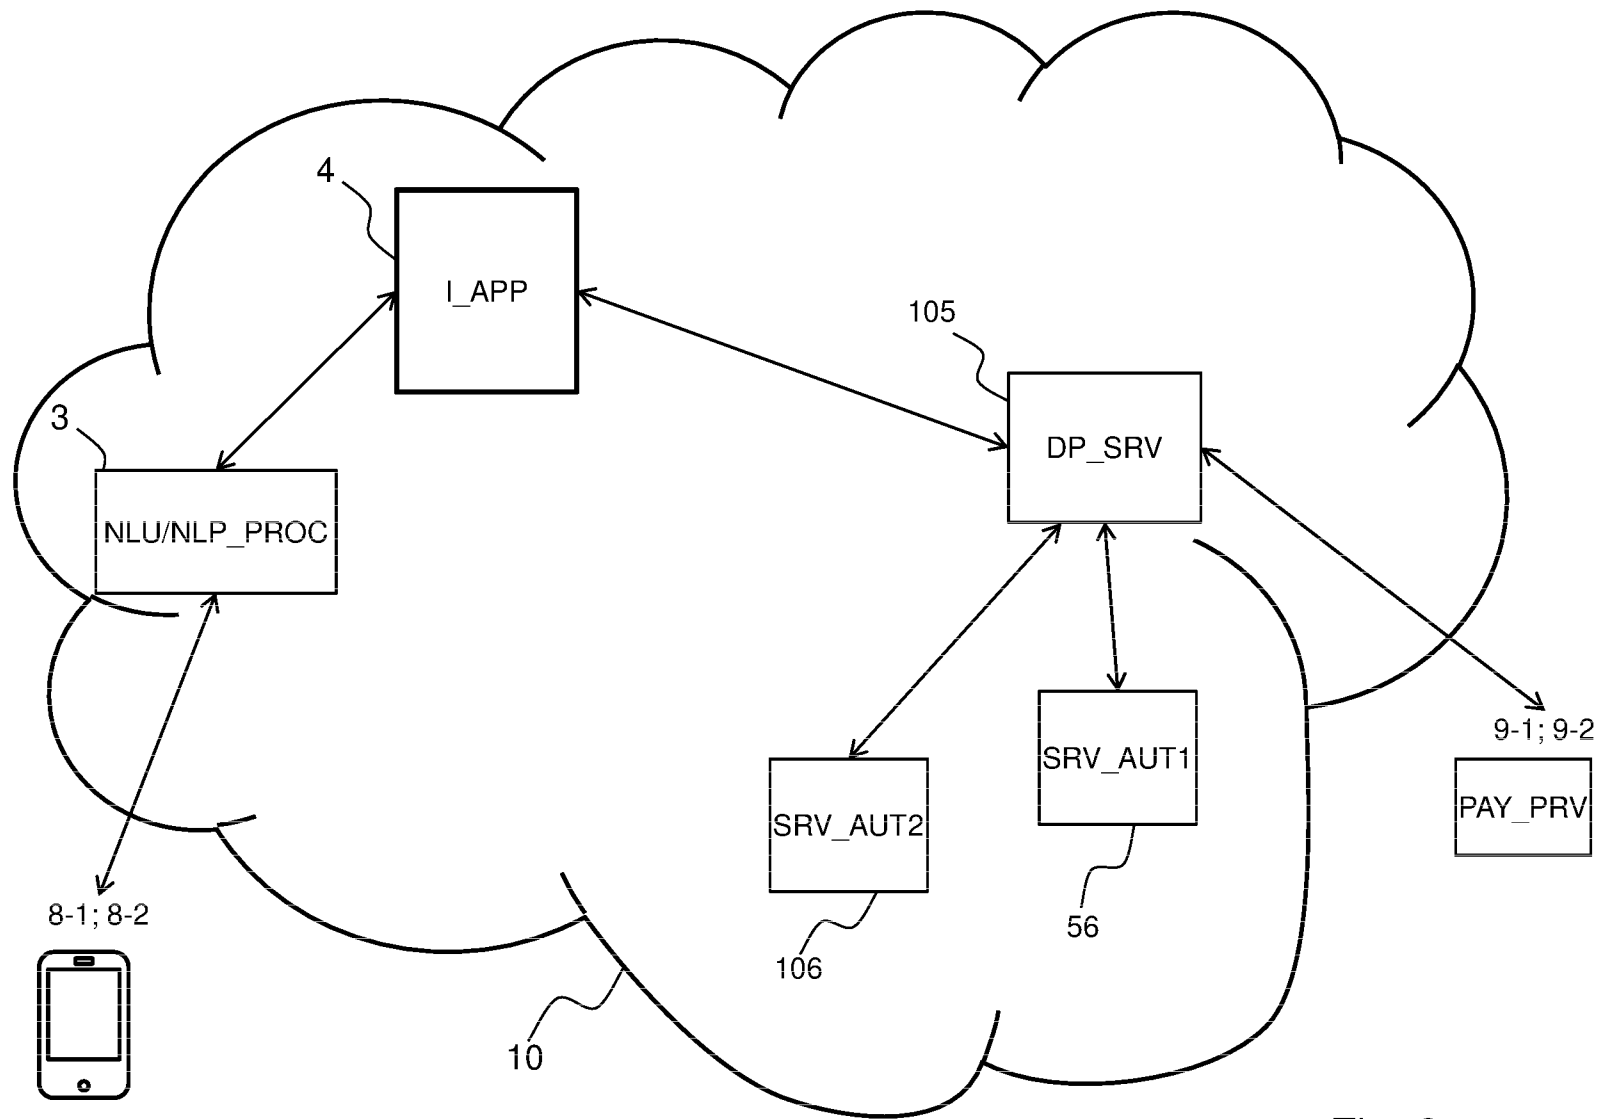 4
I_APP
105
3
DP_SRV
NLU/NLP_PROC
9-1; 9-2
SRV_AUT1
PAY_PRV
SRV_AUT2
8-1; 8-2
56
106
10